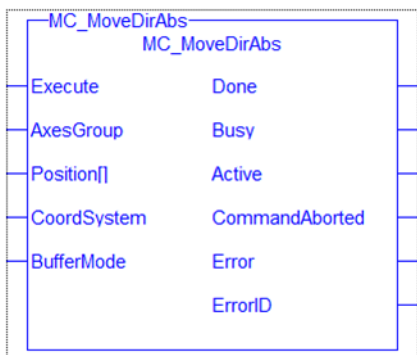 MC_MoveDirAbs
MC_MoveDirAbs
Execute Done
AxesGroup Busy
Position[] Active
CoordSystem CommandAborted
BufferMode Error
ErrorID